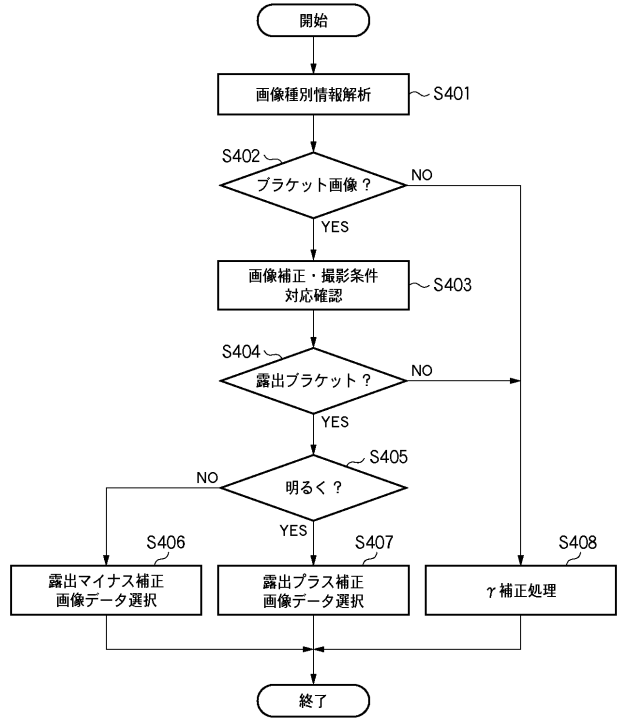 開始
画像種別情報解析
S401
S402
ブラケット画像？
NO
YES
画像補正・撮影条件
対応確認
S403
S404
露出ブラケット？
NO
YES
S405
明るく？
NO
YES
S406
露出マイナス補正
画像データ選択
S407
露出プラス補正
画像データ選択
S408
γ補正処理
終了